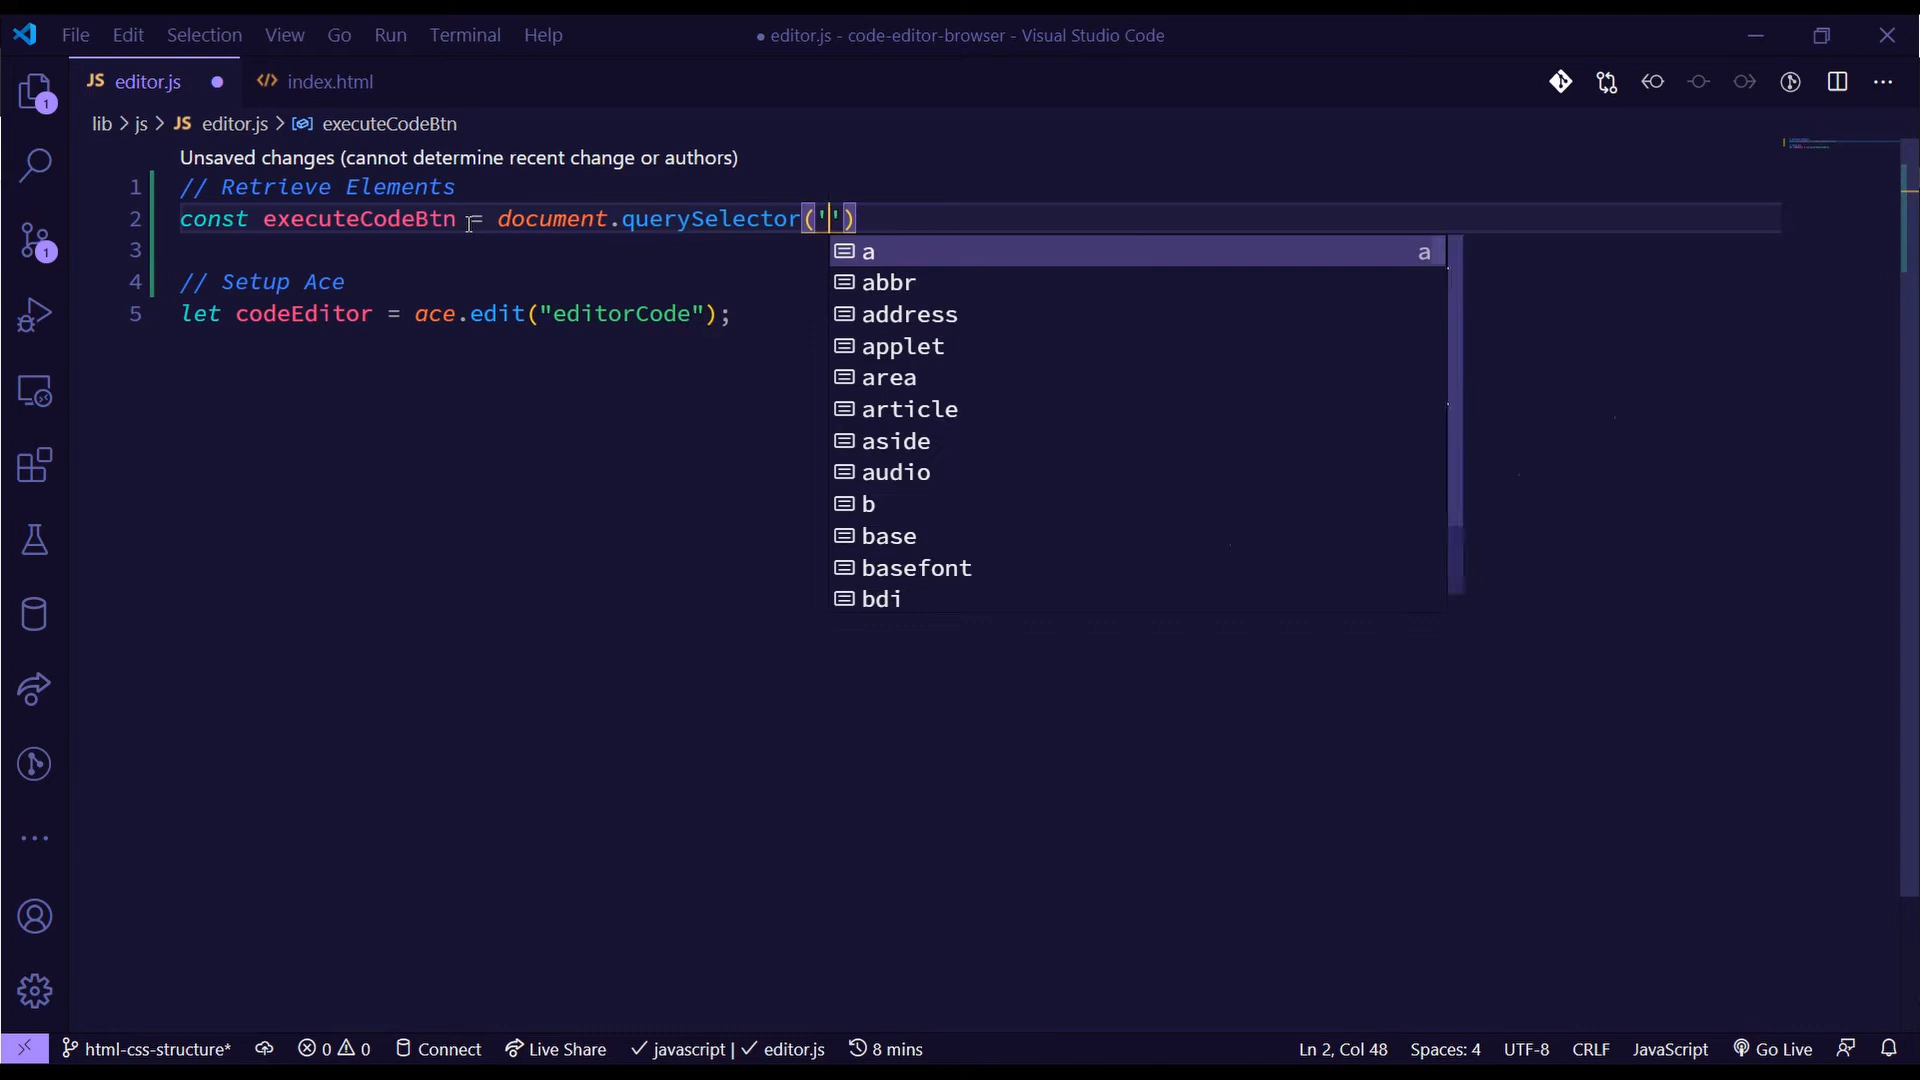 File Edit Selection View Go Run Terminal Help ● editor.js - code-editor-browser - Visual Studio Code
JS editor.js ● </> index.html
lib > js > JS editor.js > executeCodeBtn
Unsaved changes (cannot determine recent change or authors)
1 // Retrieve Elements
2 const executeCodeBtn = document.querySelector('')
3
4 // Setup Ace
5 let codeEditor = ace.edit("editorCode");
a a
abbr
address
applet
area
article
aside
audio
b
base
basefont
bdi
1
1
html-css-structure* 0 0 Connect Live Share ✓ javascript | ✓ editor.js 8 mins Ln 2, Col 48 Spaces: 4 UTF-8 CRLF JavaScript Go Live